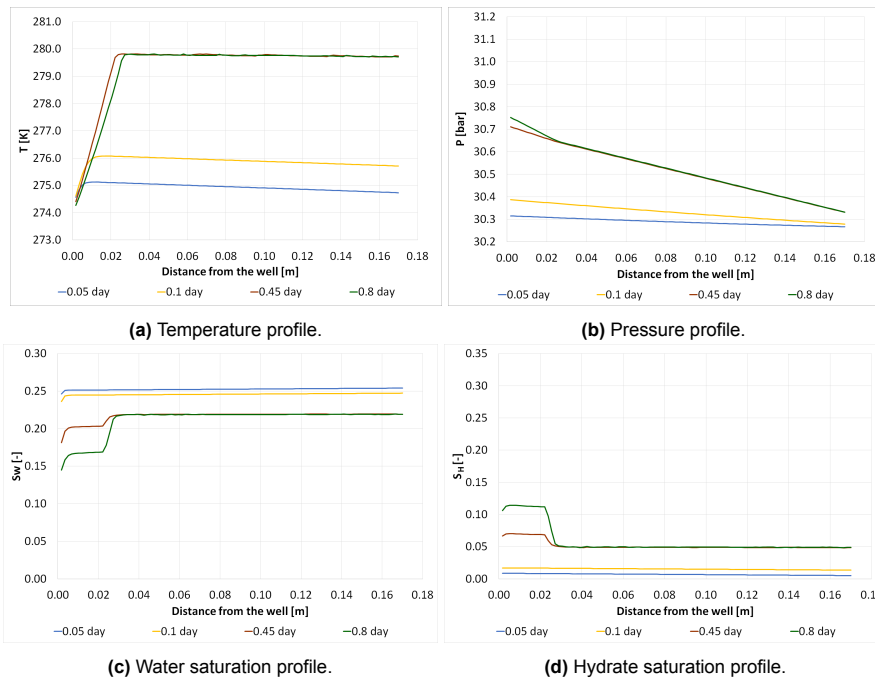 281.0
280.0
279.0
278.0
277.0
276.0
275.0
274.0
273.0
T [K]
0.00 0.02 0.04 0.06 0.08 0.10 0.12 0.14 0.16 0.18
Distance from the well [m]
0.05 day 0.1 day 0.45 day 0.8 day
(a) Temperature profile.
31.2
31.1
31.0
30.9
30.8
30.7
30.6
30.5
30.4
30.3
30.2
P [bar]
0.00 0.02 0.04 0.06 0.08 0.10 0.12 0.14 0.16 0.18
Distance from the well [m]
0.05 day 0.1 day 0.45 day 0.8 day
(b) Pressure profile.
0.30
0.25
0.20
0.15
0.10
0.05
0.00
Sw [-]
0.00 0.02 0.04 0.06 0.08 0.10 0.12 0.14 0.16 0.18
Distance from the well [m]
0.05 day 0.1 day 0.45 day 0.8 day
(c) Water saturation profile.
0.35
0.30
0.25
0.20
0.15
0.10
0.05
0.00
SH [-]
0.00 0.02 0.04 0.06 0.08 0.10 0.12 0.14 0.16
Distance from the well [m]
0.05 day 0.1 day 0.45 day 0.8 day
(d) Hydrate saturation profile.